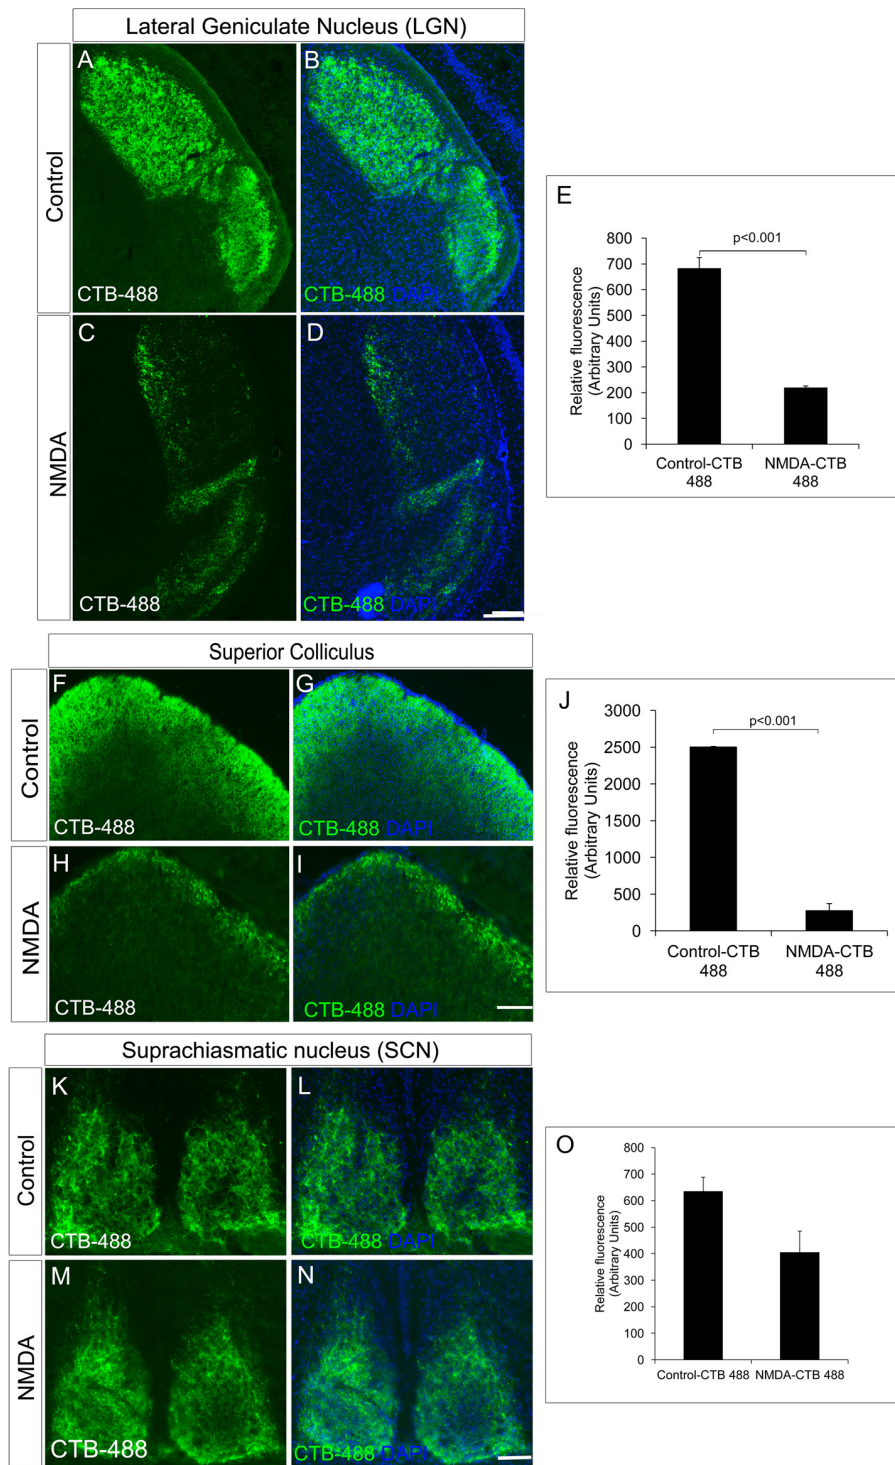 Lateral Geniculate Nucleus (LGN)
Control
A
CTB-488
B
CTB-488 DAPI
NMDA
C
CTB-488
D
CTB-488 DAPI
E
Relative fluorescence
(Arbitrary Units)
800
700
600
500
400
300
200
100
0
p<0.001
Control-CTB
488
NMDA-CTB
488
Superior Colliculus
Control
F
CTB-488
G
CTB-488 DAPI
NMDA
H
CTB-488
I
CTB-488 DAPI
J
Relative fluorescence
(Arbitrary Units)
3000
2500
2000
1500
1000
500
0
p<0.001
Control-CTB
488
NMDA-CTB
488
Suprachiasmatic nucleus (SCN)
Control
K
CTB-488
L
CTB-488 DAPI
NMDA
M
CTB-488
N
CTB-488 DAPI
O
Relative fluorescence
(Arbitrary Units)
800
700
600
500
400
300
200
100
0
Control-CTB 488
NMDA-CTB 488